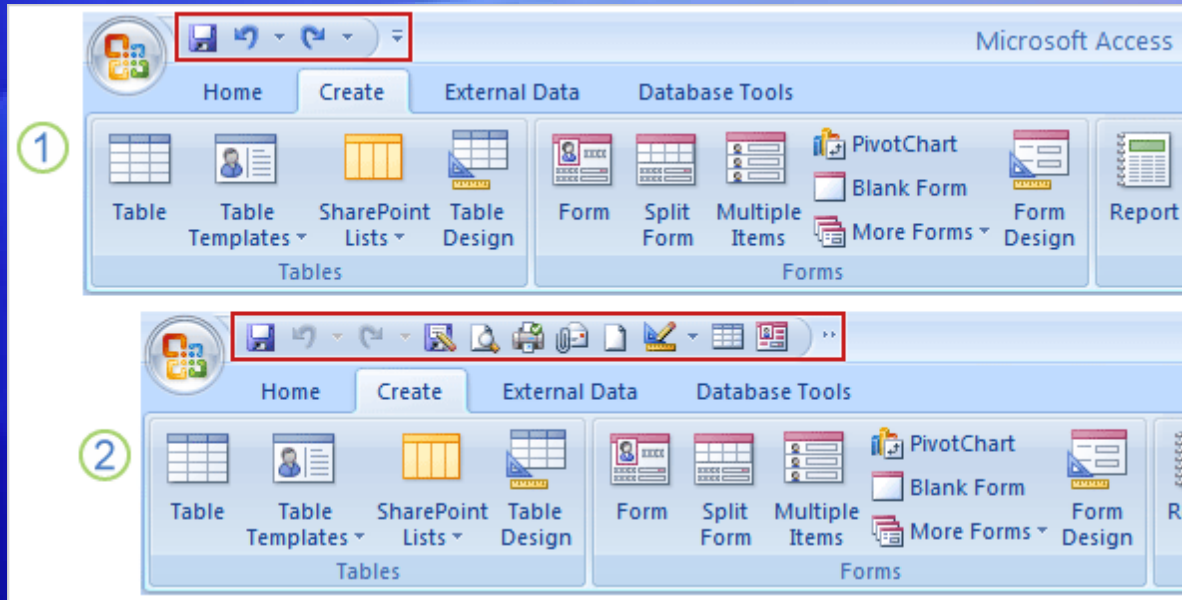 Microsoft Access
Home Create External Data Database Tools
1
Table
Table Templates
SharePoint Lists
Table Design
Tables
Form
Split Form
Multiple Items
PivotChart
Blank Form
More Forms
Form Design
Forms
Report
Home Create External Data Database Tools
2
Table
Table Templates
SharePoint Lists
Table Design
Tables
Form
Split Form
Multiple Items
PivotChart
Blank Form
More Forms
Form Design
Forms
R